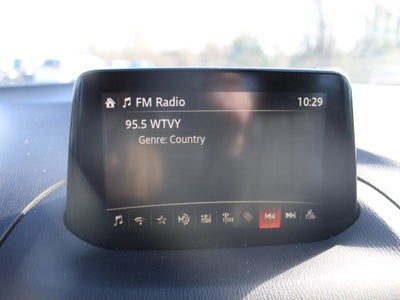 FM Radio 10:29
95.5 WTVY
Genre: Country